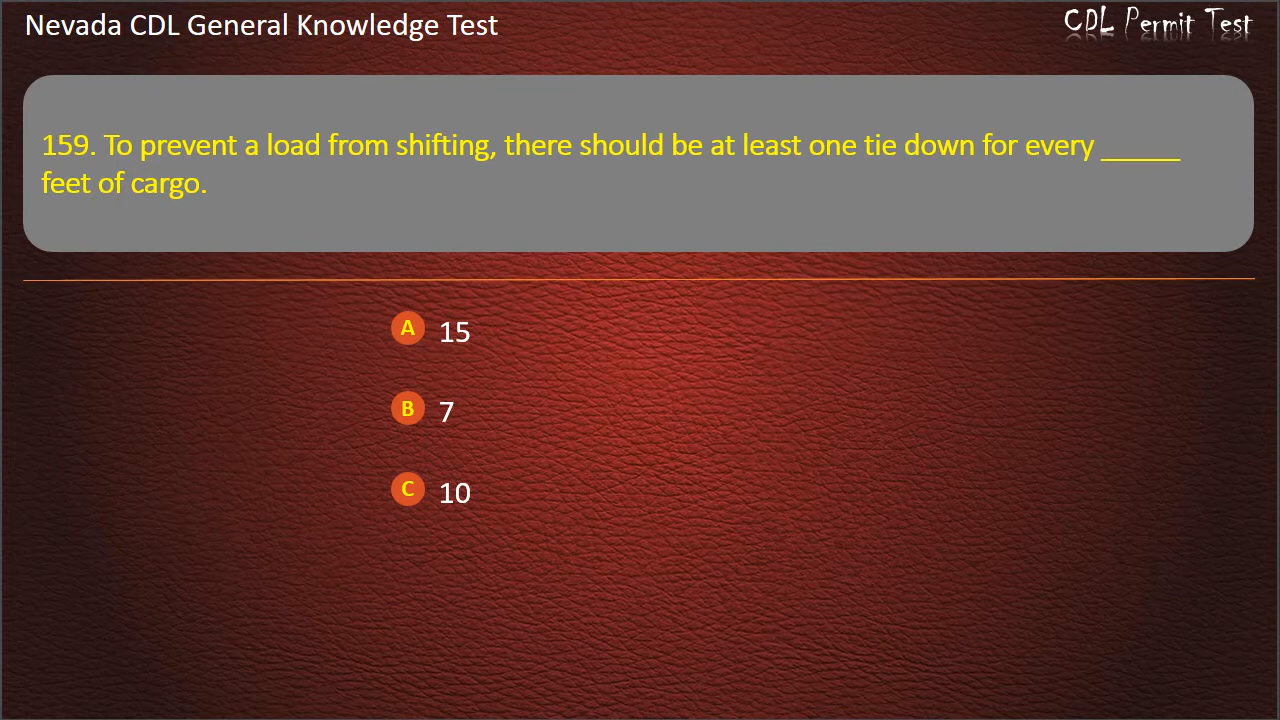 Nevada CDL General Knowledge Test
CDL Permit Test
159. To prevent a load from shifting, there should be at least one tie down for every _____
feet of cargo.
A 15
B 7
C 10